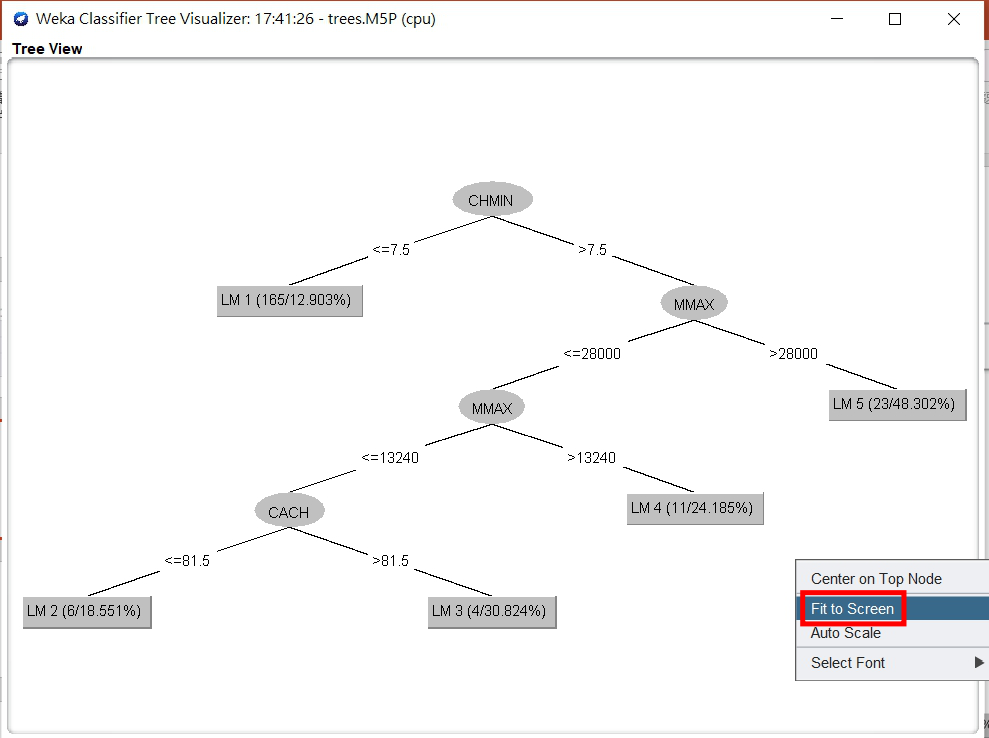 Weka Classifier Tree Visualizer: 17:41:26 - trees.M5P (cpu)
Tree View
CHMIN
<=7.5
>7.5
LM 1 (165/12.903%)
MMAX
<=28000
>28000
MMAX
LM 5 (23/48.302%)
<=13240
>13240
CACH
LM 4 (11/24.185%)
<=81.5
>81.5
LM 2 (6/18.551%)
LM 3 (4/30.824%)
Center on Top Node
Fit to Screen
Auto Scale
Select Font